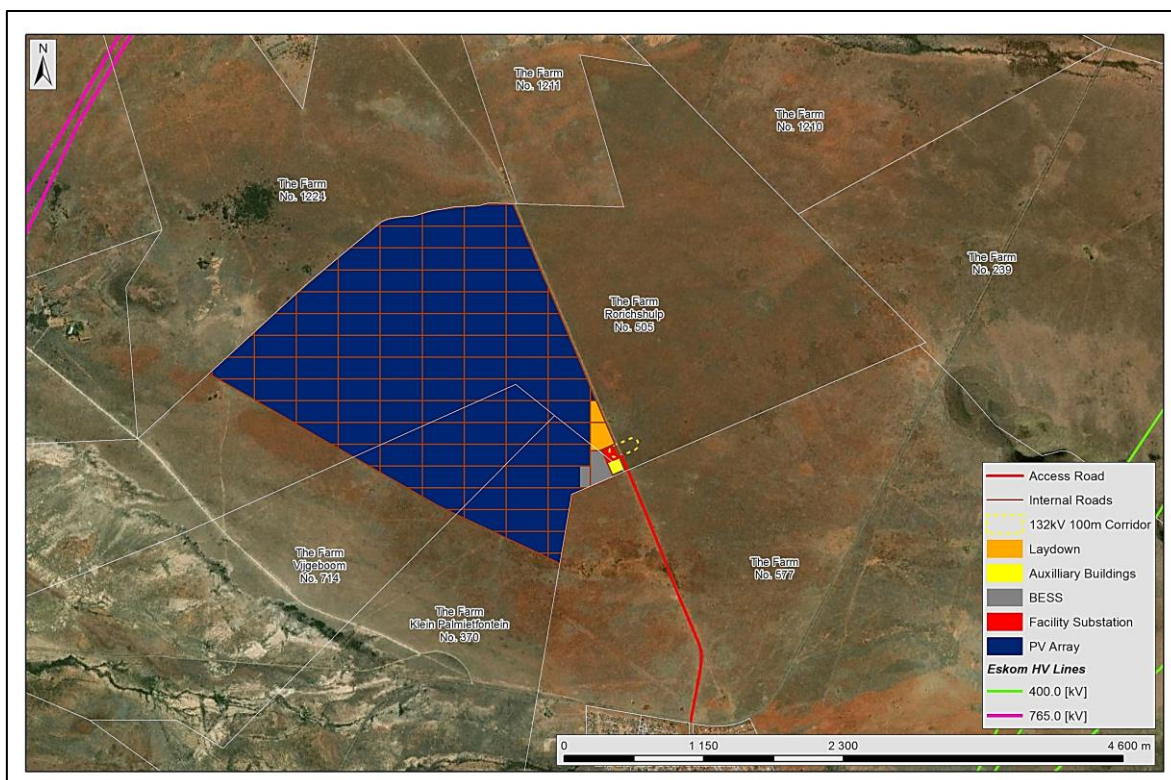 N
The Farm
No. 1211
The Farm
No. 1210
The Farm
No. 1224
The Farm
No. 239
The Farm
Rorichshulp
No. 505
The Farm
Vijgeboom
No. 714
The Farm
No. 577
The Farm
Klein Palmietfontein
No. 370
Access Road
Internal Roads
132kV 100m Corridor
Laydown
Auxilliary Buildings
BESS
Facility Substation
PV Array
Eskom HV Lines
400.0 [kV]
765.0 [kV]
0 1 150 2 300 4 600 m